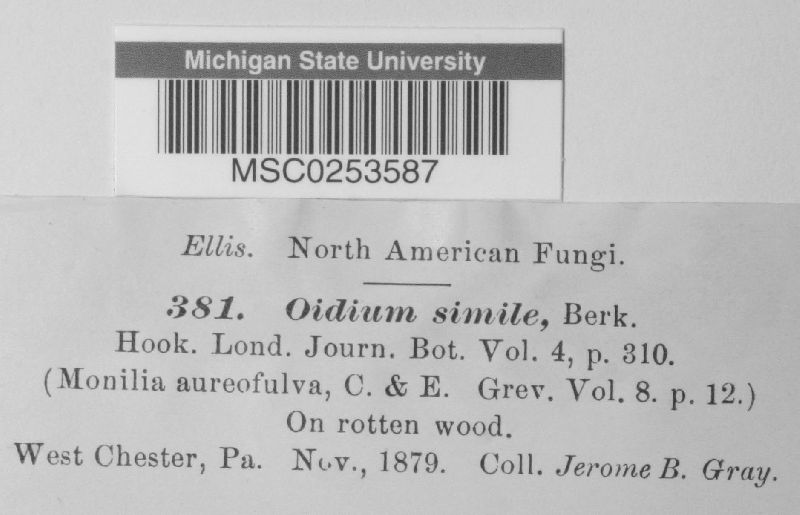 Michigan State University
MSC0253587
Ellis. North American Fungi.
381. Oidium simile, Berk.
Hook. Lond. Journ. Bot. Vol. 4, p. 310.
(Monilia aureofulva, C. & E. Grev. Vol. 8. p. 12.)
On rotten wood.
West Chester, Pa. Nov., 1879. Coll. Jerome B. Gray.